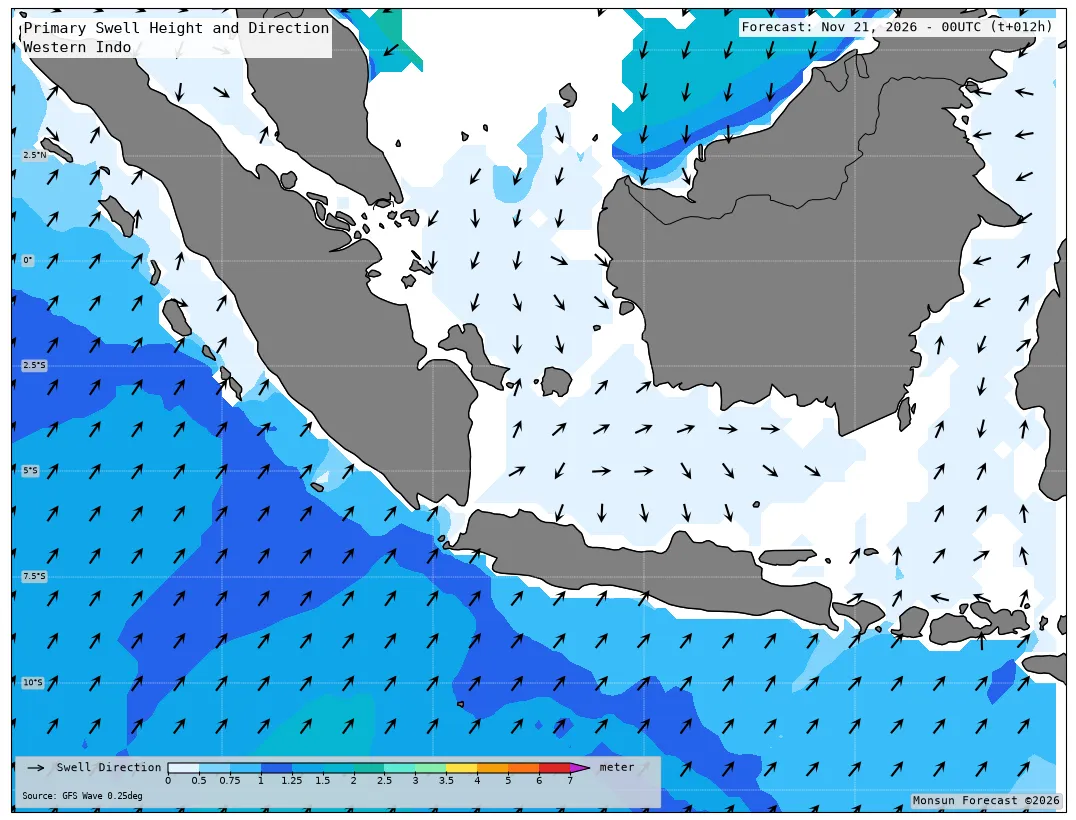 Primary Swell Height and Direction
Western Indo
Forecast: Nov 21, 2026 - 00UTC (t+012h)
2.5°N
0°
2.5°S
5°S
7.5°S
10°S
Swell Direction
0 0.5 0.75 1 1.25 1.5 2 2.5 3 3.5 4 5 6 7
meter
Source: GFS Wave 0.25deg
Monsun Forecast ©2026